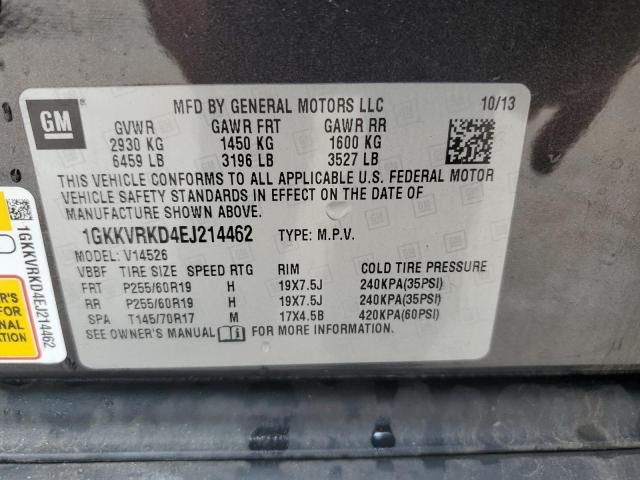 GM
MFD BY GENERAL MOTORS LLC 10/13
GVWR GAWR FRT GAWR RR
2930 KG 1450 KG 1600 KG
6459 LB 3196 LB 3527 LB
THIS VEHICLE CONFORMS TO ALL APPLICABLE U.S. FEDERAL MOTOR
VEHICLE SAFETY STANDARDS IN EFFECT ON THE DATE OF
MANUFACTURE SHOWN ABOVE.
1GKKVRKD4EJ214462 TYPE: M.P.V.
MODEL: V14526
VBBF TIRE SIZE SPEED RTG RIM COLD TIRE PRESSURE
FRT P255/60R19 H 19X7.5J 240KPA(35PSI)
RR P255/60R19 H 19X7.5J 240KPA(35PSI)
SPA T145/70R17 M 17X4.5B 420KPA(60PSI)
SEE OWNER'S MANUAL FOR MORE INFORMATION.
1GKKVRKD4EJ214462
R'S
FOR
NAL
ATION